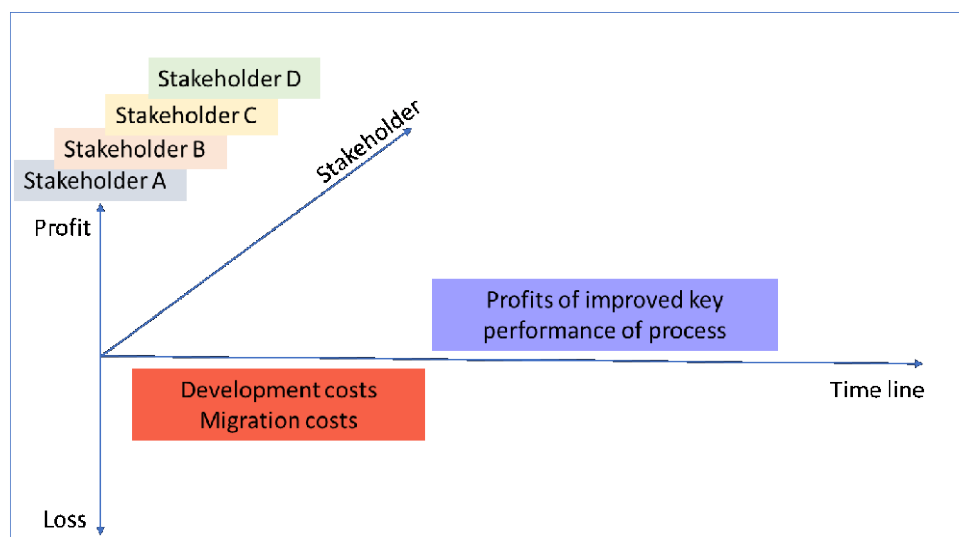 Stakeholder D
Stakeholder C
Stakeholder B
Stakeholder A
Stakeholder
Profit
Profits of improved key
performance of process
Development costs
Migration costs
Time line
Loss